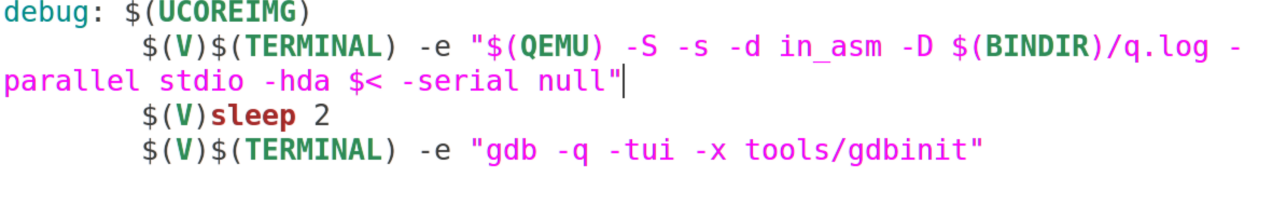 debug: $(UCOREIMG)
$(V)$(TERMINAL) -e "$(QEMU) -S -s -d in_asm -D $(BINDIR)/q.log -
parallel stdio -hda $< -serial null"
$(V)sleep 2
$(V)$(TERMINAL) -e "gdb -q -tui -x tools/gdbinit"